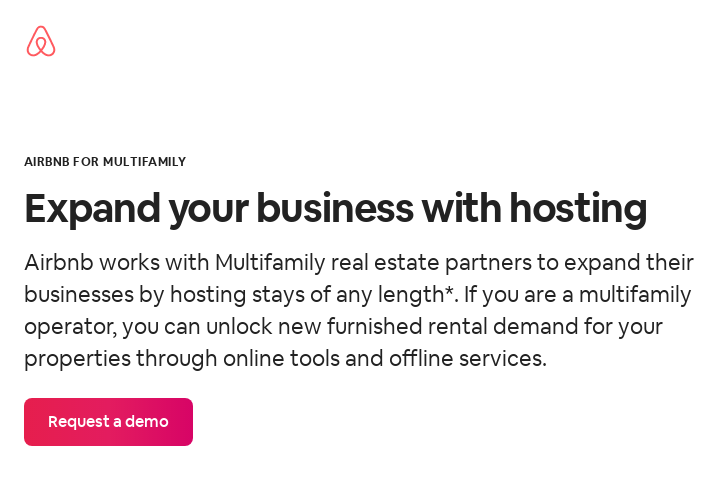 AIRBNB FOR MULTIFAMILY
Expand your business with hosting
Airbnb works with Multifamily real estate partners to expand their
businesses by hosting stays of any length*. If you are a multifamily
operator, you can unlock new furnished rental demand for your
properties through online tools and offline services.
Request a demo